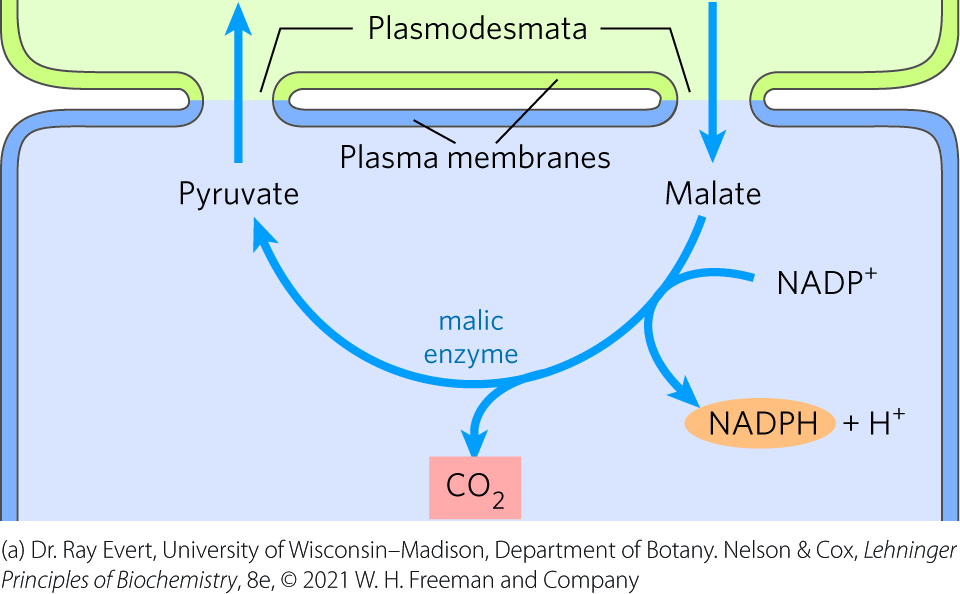 Plasmodesmata
Plasma membranes
Pyruvate
Malate
NADP⁺
malic
enzyme
NADPH + H⁺
CO₂
(a) Dr. Ray Evert, University of Wisconsin–Madison, Department of Botany. Nelson & Cox, Lehninger
Principles of Biochemistry, 8e, © 2021 W. H. Freeman and Company